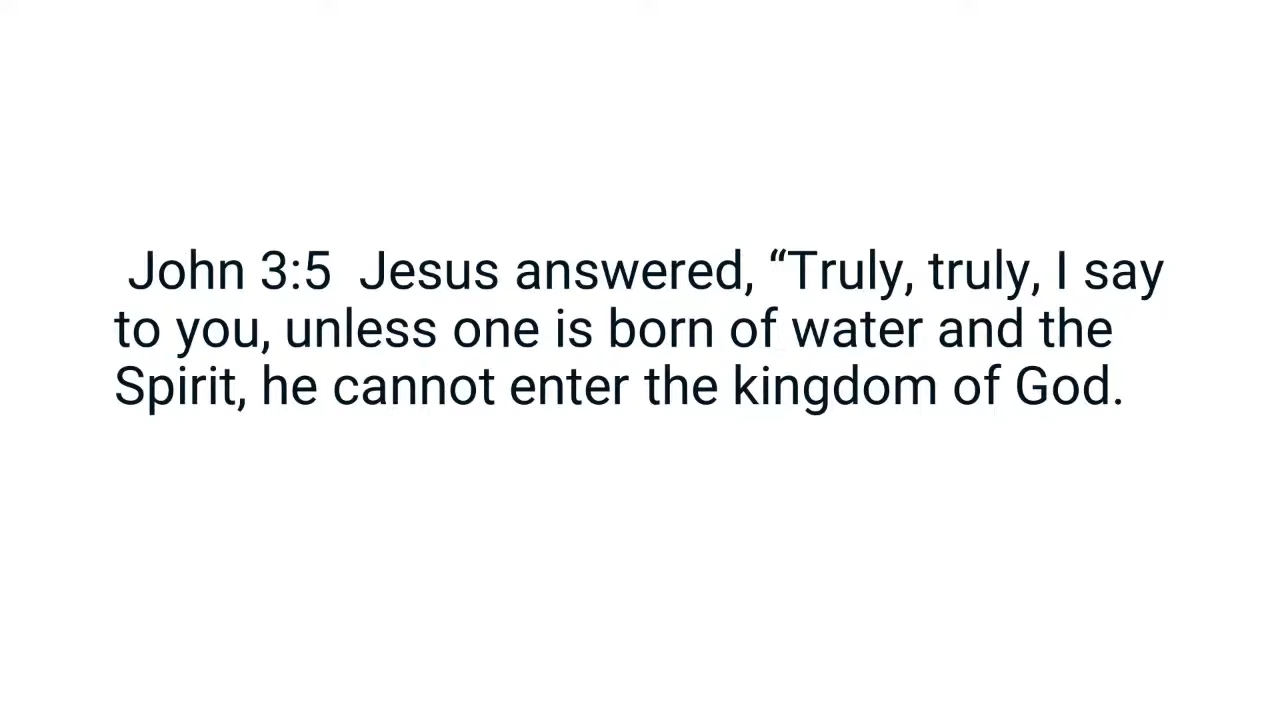 John 3:5  Jesus answered, “Truly, truly, I say
to you, unless one is born of water and the
Spirit, he cannot enter the kingdom of God.